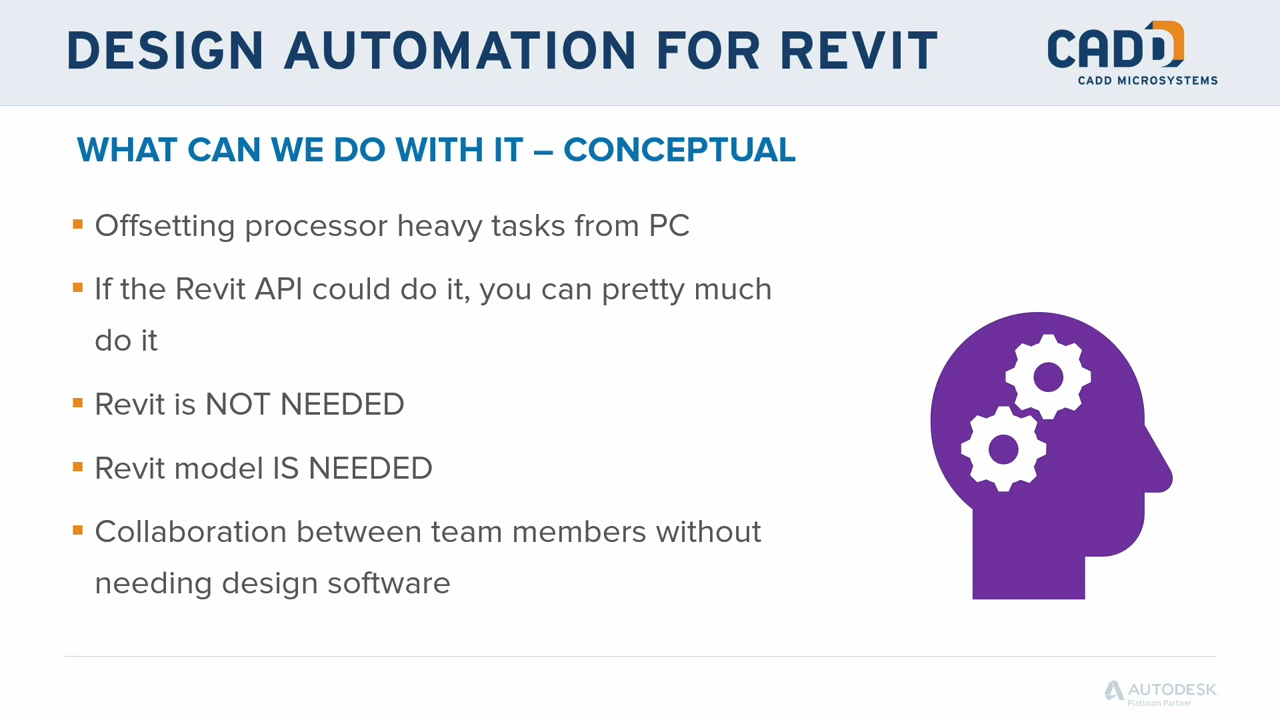 DESIGN AUTOMATION FOR REVIT
CADD
CADD MICROSYSTEMS
WHAT CAN WE DO WITH IT – CONCEPTUAL
▪ Offsetting processor heavy tasks from PC
▪ If the Revit API could do it, you can pretty much
do it
▪ Revit is NOT NEEDED
▪ Revit model IS NEEDED
▪ Collaboration between team members without
needing design software
AUTODESK.
Platinum Partner